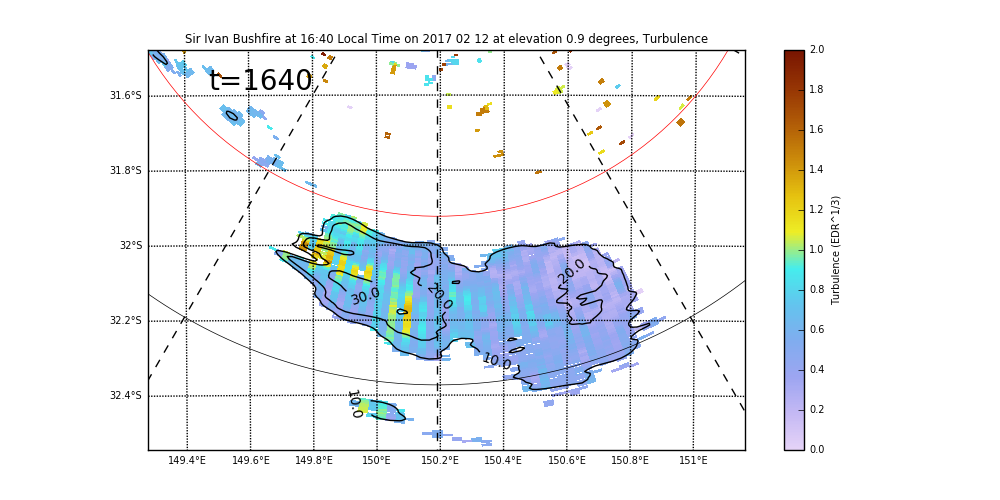 Sir Ivan Bushfire at 16:40 Local Time on 2017 02 12 at elevation 0.9 degrees, Turbulence
t=1640
31.6°S
31.8°S
32°S
32.2°S
32.4°S
30.0
20.0
20.0
10.0
10.0
149.4°E 149.6°E 149.8°E 150°E 150.2°E 150.4°E 150.6°E 150.8°E 151°E
2.0
1.8
1.6
1.4
1.2
1.0
0.8
0.6
0.4
0.2
0.0
Turbulence (EDR^1/3)